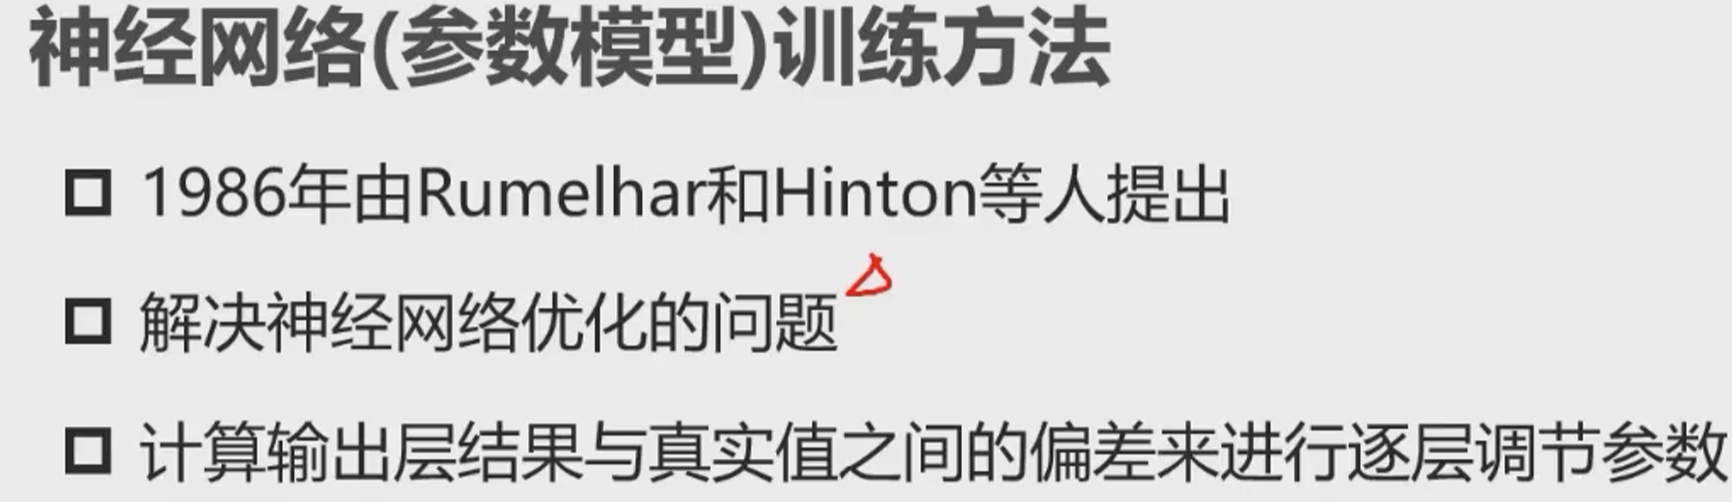 神经网络(参数模型)训练方法
1986年由Rumelhar和Hinton等人提出
解决神经网络优化的问题
计算输出层结果与真实值之间的偏差来进行逐层调节参数